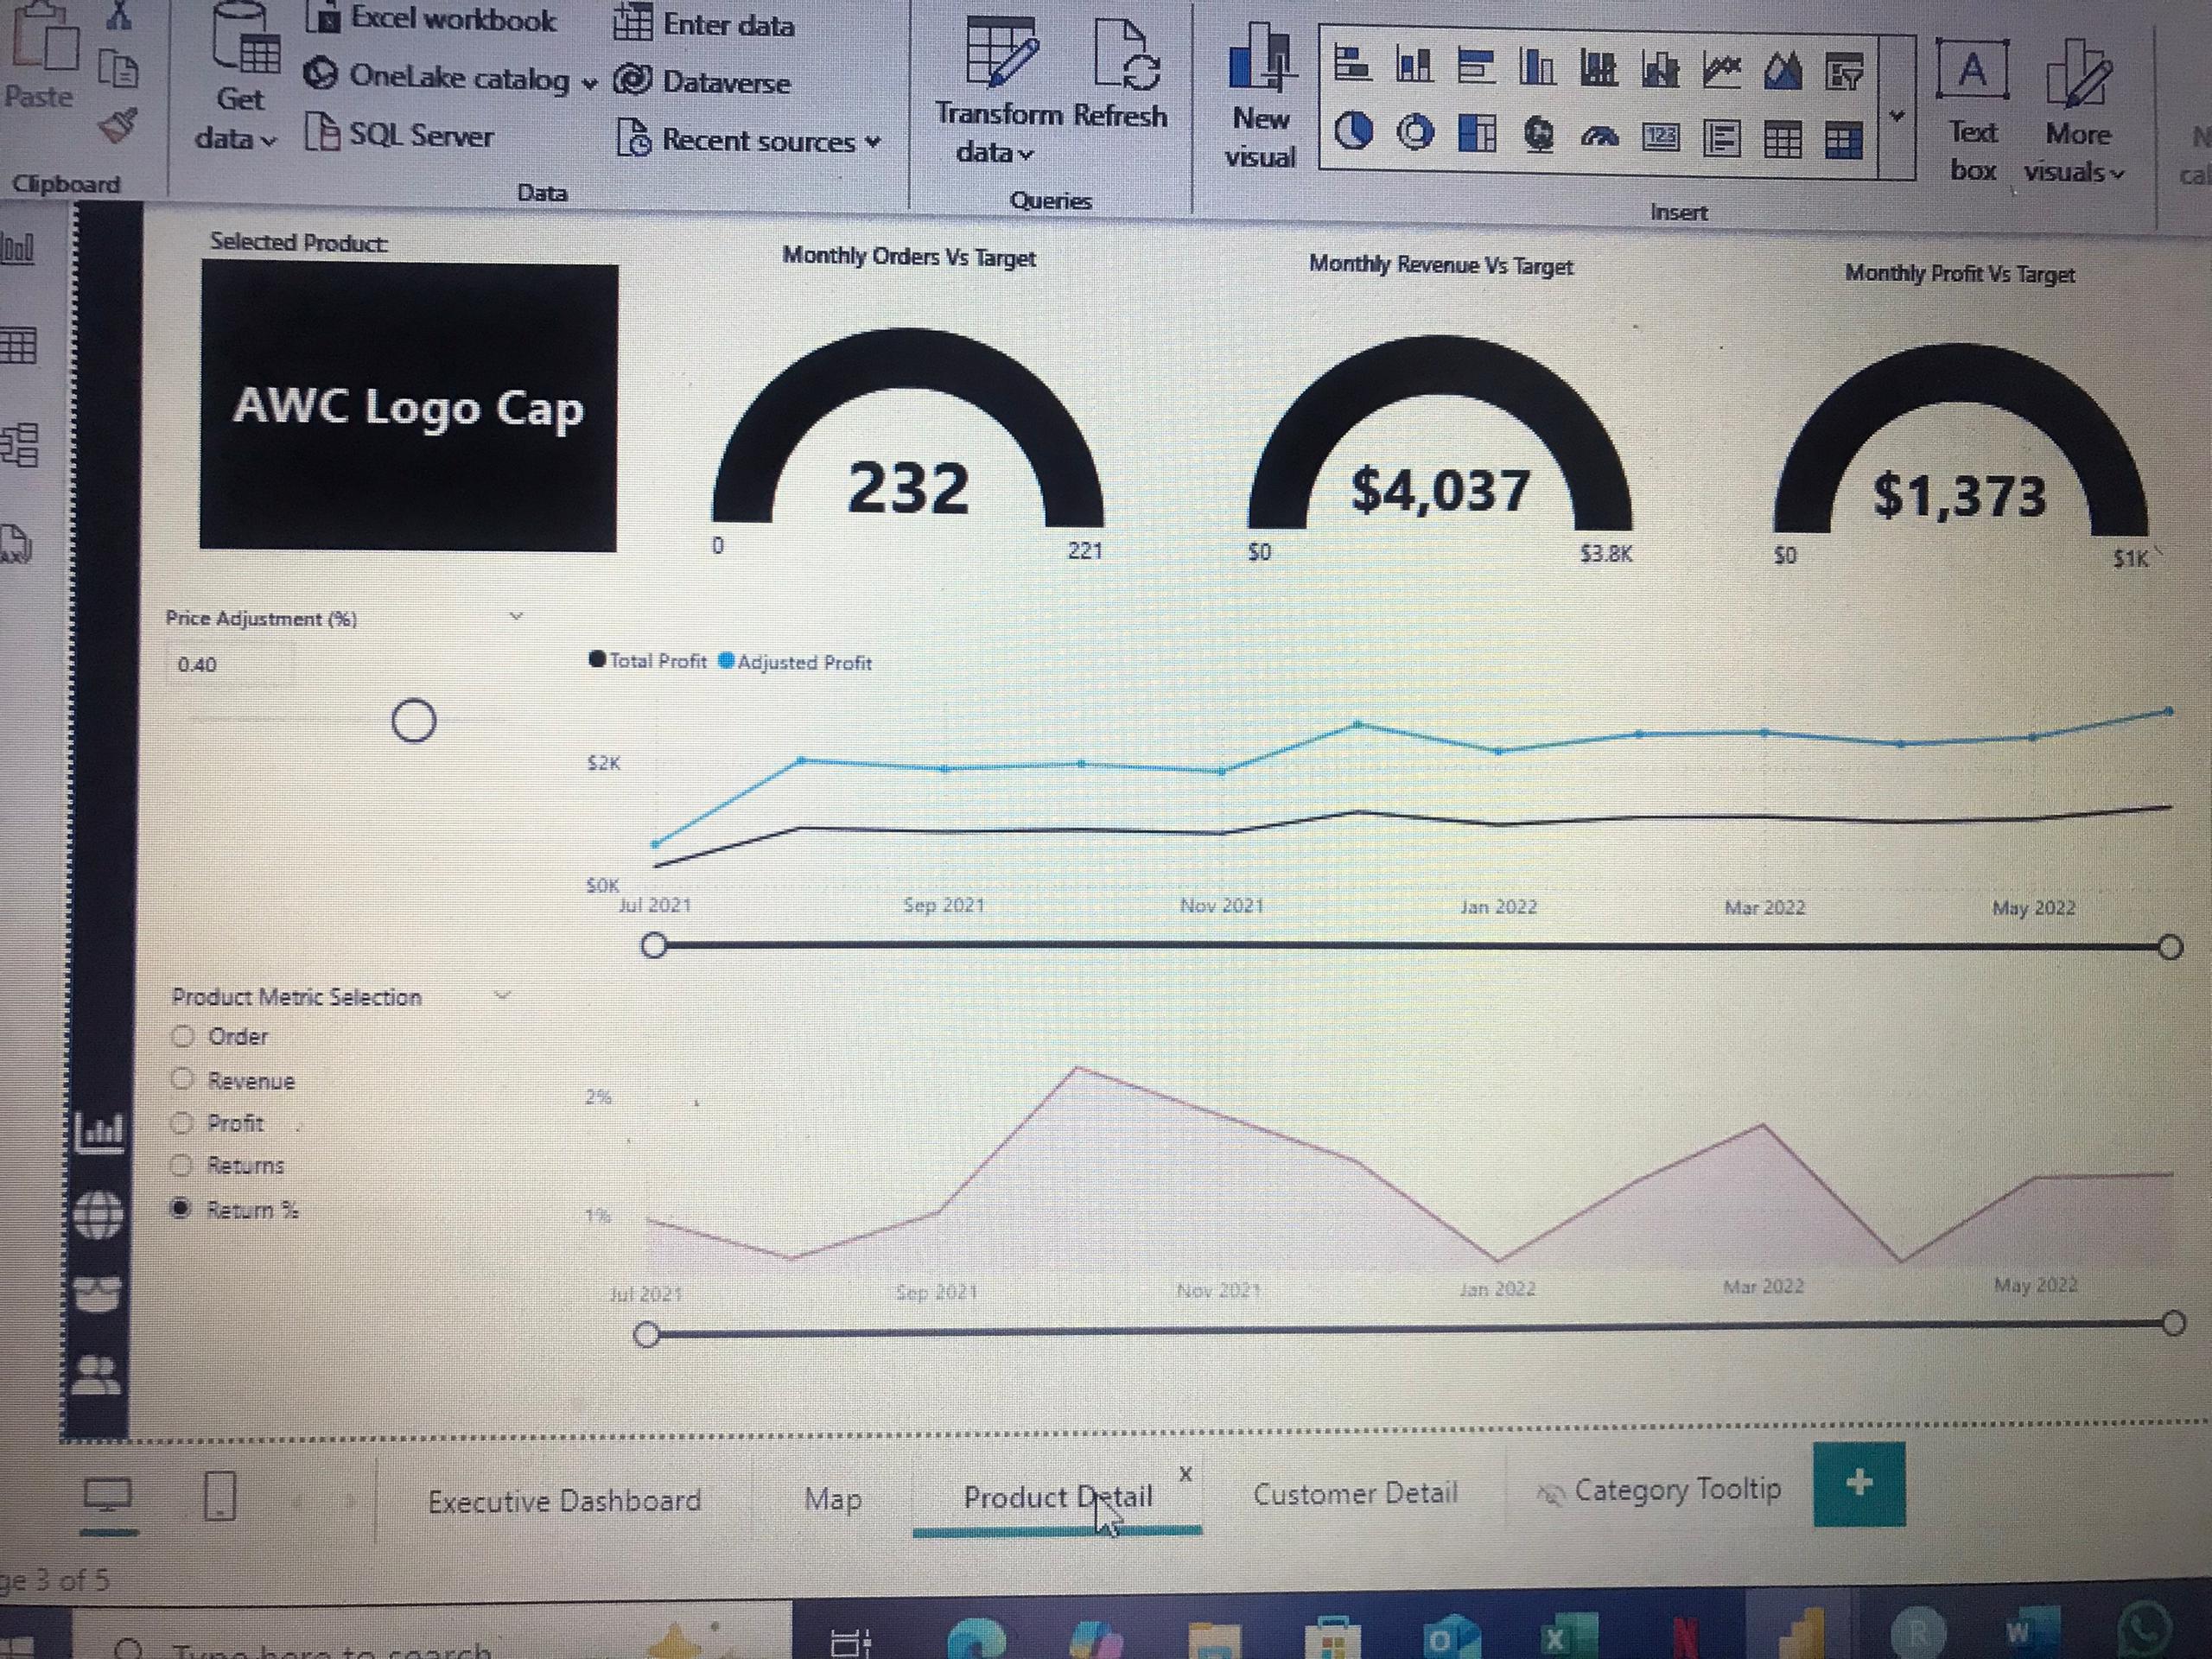 Paste
Clipboard
Get
data
Excel workbook
OneLake catalog
SQL Server
Enter data
Dataverse
Recent sources
Data
Transform
data
Refresh
Queries
New
visual
123
Insert
A
Text
box
More
visuals
Selected Product:
AWC Logo Cap
Monthly Orders Vs Target
232
0
221
Monthly Revenue Vs Target
$4,037
$0
$3.8K
Monthly Profit Vs Target
$1,373
$0
$1K
Price Adjustment (%)
0.40
Total Profit Adjusted Profit
$2K
$0K
Jul 2021 Sep 2021 Nov 2021 Jan 2022 Mar 2022 May 2022
Product Metric Selection
Order
Revenue
Profit
Returns
Return %
2%
1%
Jul 2021 Sep 2021 Nov 2021 Jan 2022 Mar 2022 May 2022
Executive Dashboard Map Product Detail x Customer Detail Category Tooltip +
ge 3 of 5
Type here to search